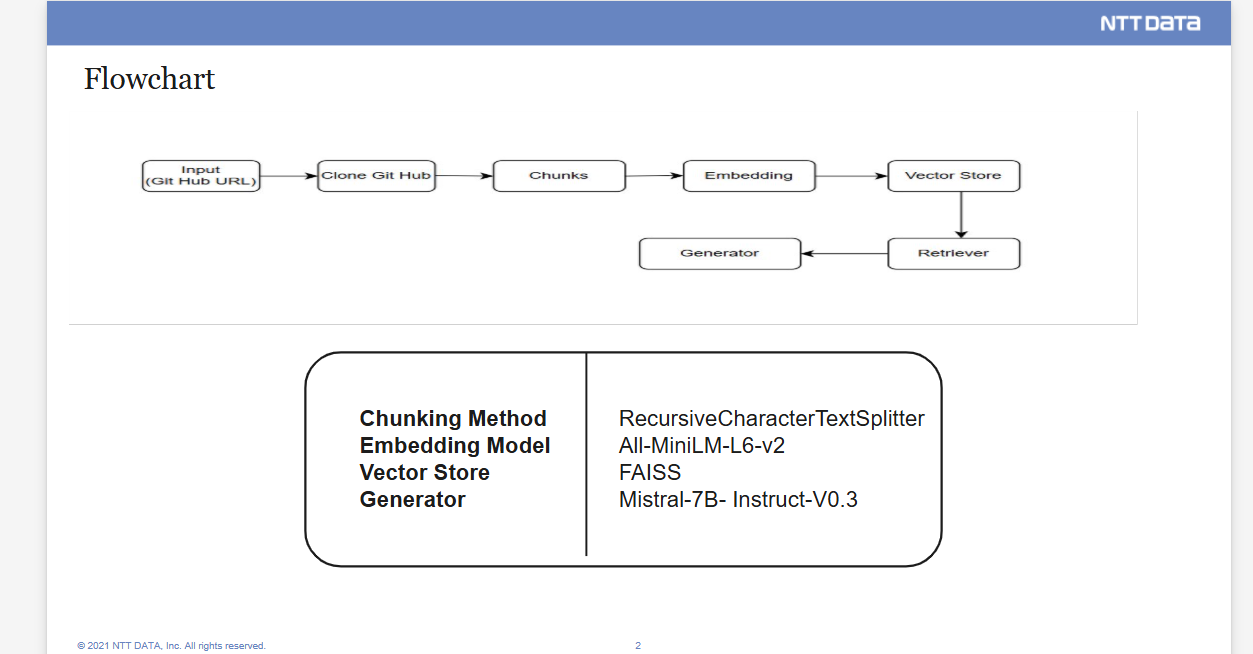 NTT DATA
Flowchart
Input
(Git Hub URL)
Clone Git Hub
Chunks
Embedding
Vector Store
Generator
Retriever
Chunking Method
RecursiveCharacterTextSplitter
Embedding Model
All-MiniLM-L6-v2
Vector Store
FAISS
Generator
Mistral-7B- Instruct-V0.3
© 2021 NTT DATA, Inc. All rights reserved.
2